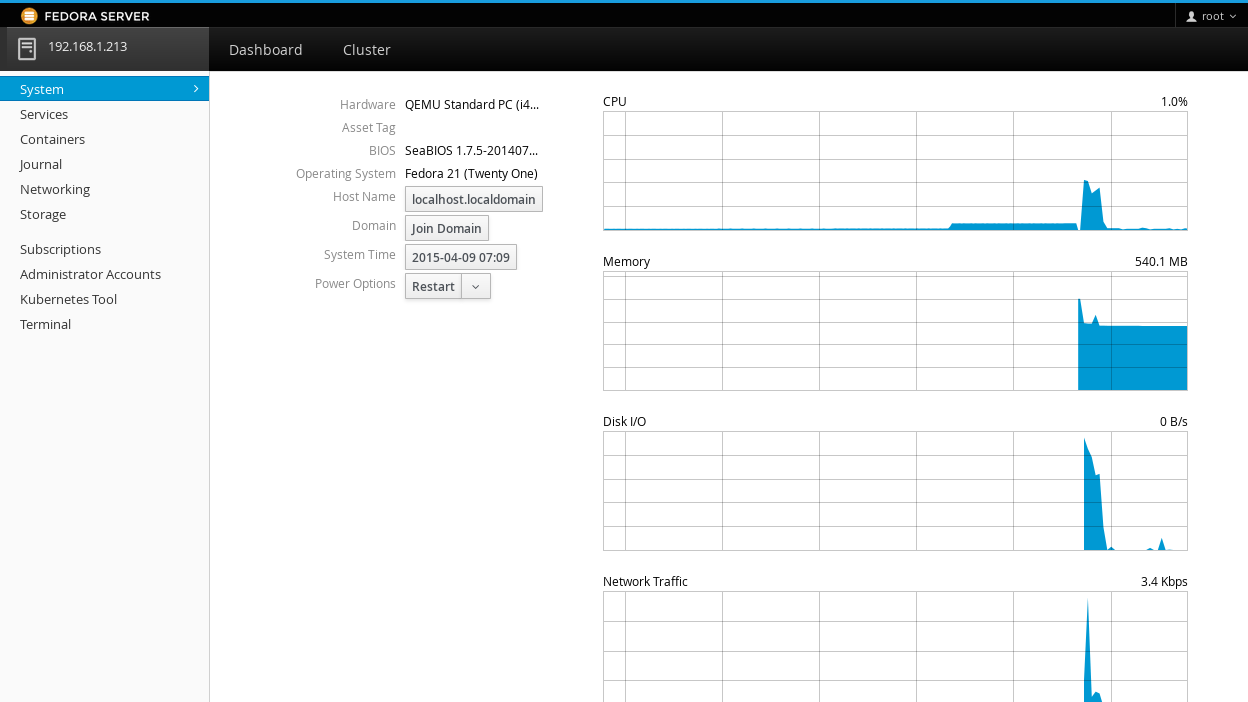 FEDORA SERVER
root
192.168.1.213
Dashboard
Cluster
System
Services
Containers
Journal
Networking
Storage
Subscriptions
Administrator Accounts
Kubernetes Tool
Terminal
Hardware QEMU Standard PC (i4...
Asset Tag
BIOS SeaBIOS 1.7.5-201407...
Operating System Fedora 21 (Twenty One)
Host Name localhost.localdomain
Domain Join Domain
System Time 2015-04-09 07:09
Power Options Restart
CPU 1.0%
Memory 540.1 MB
Disk I/O 0 B/s
Network Traffic 3.4 Kbps